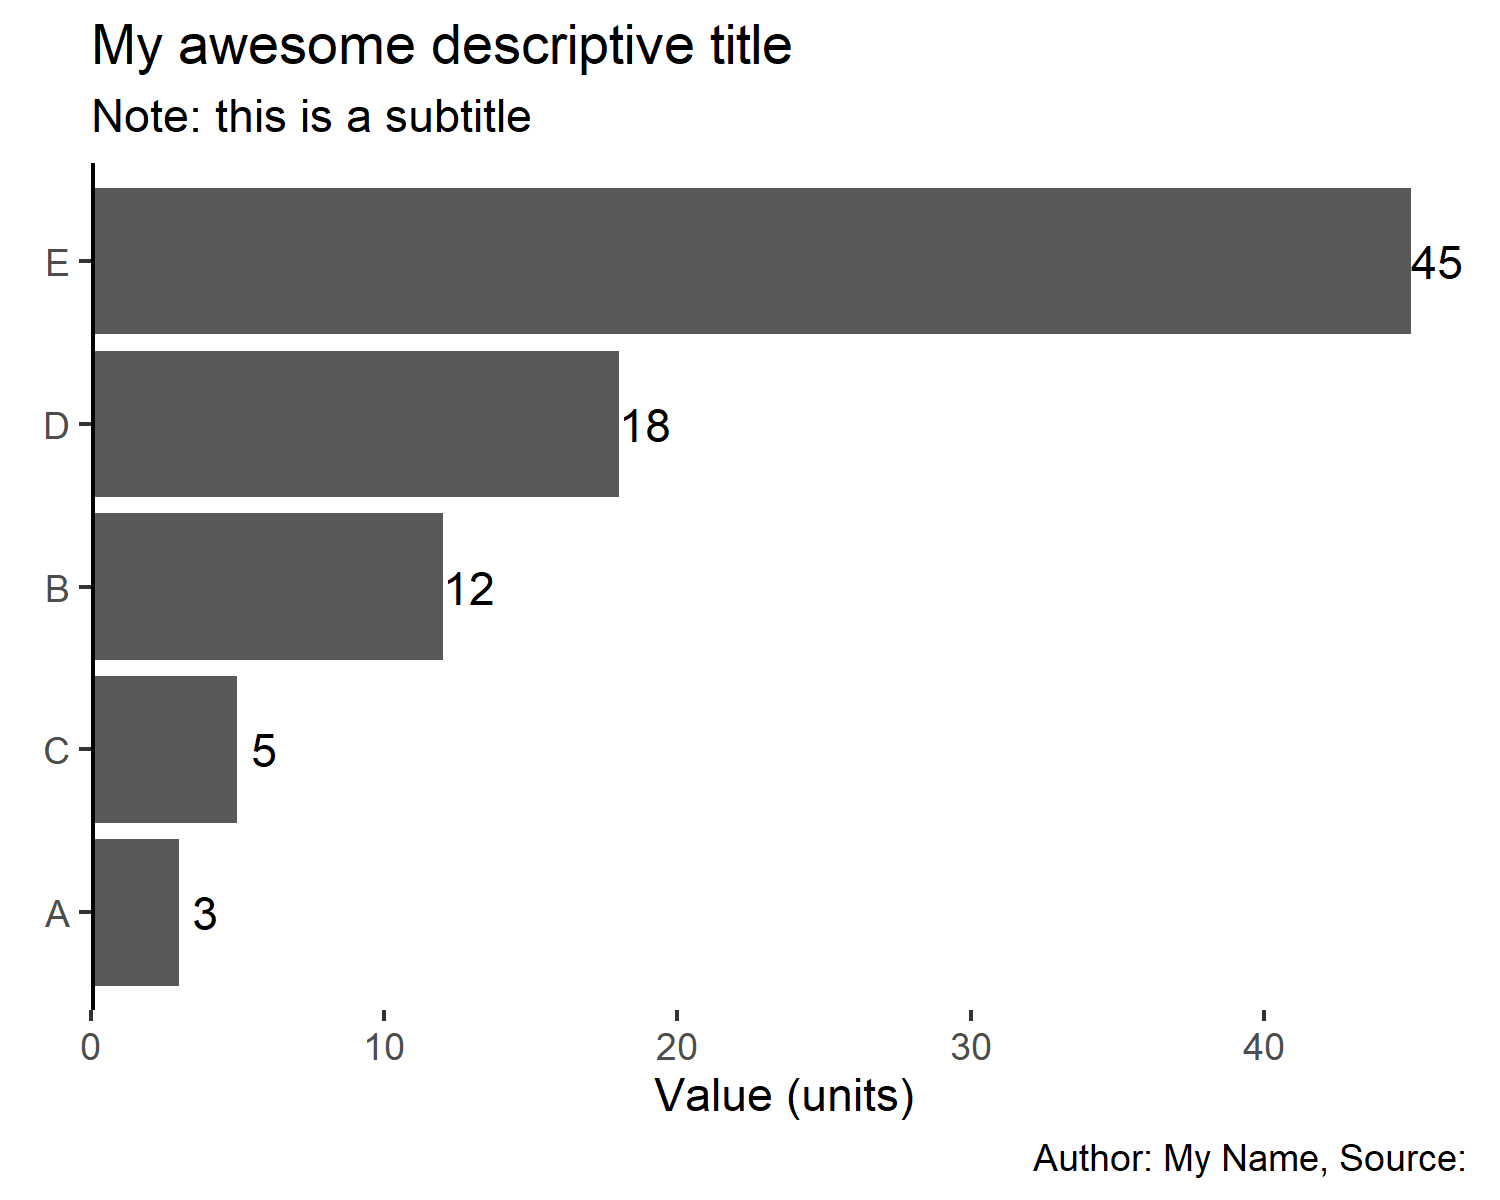 My awesome descriptive title
Note: this is a subtitle
E 45
D 18
B 12
C 5
A 3
0 10 20 30 40
Value (units)
Author: My Name, Source: